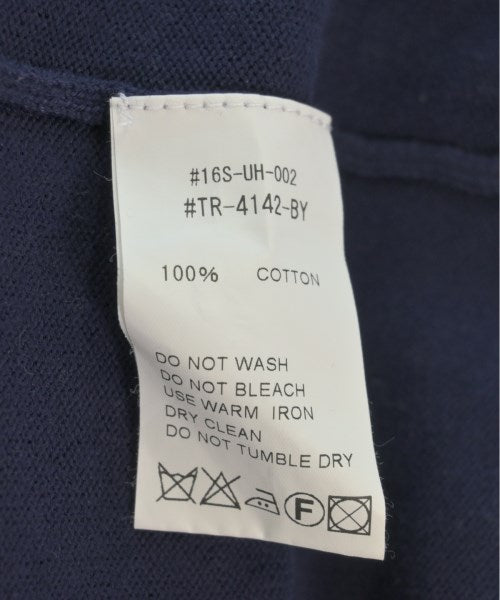 #16S-UH-002
#TR-4142-BY
100% COTTON
DO NOT WASH
DO NOT BLEACH
USE WARM IRON
DRY CLEAN
DO NOT TUMBLE DRY
F